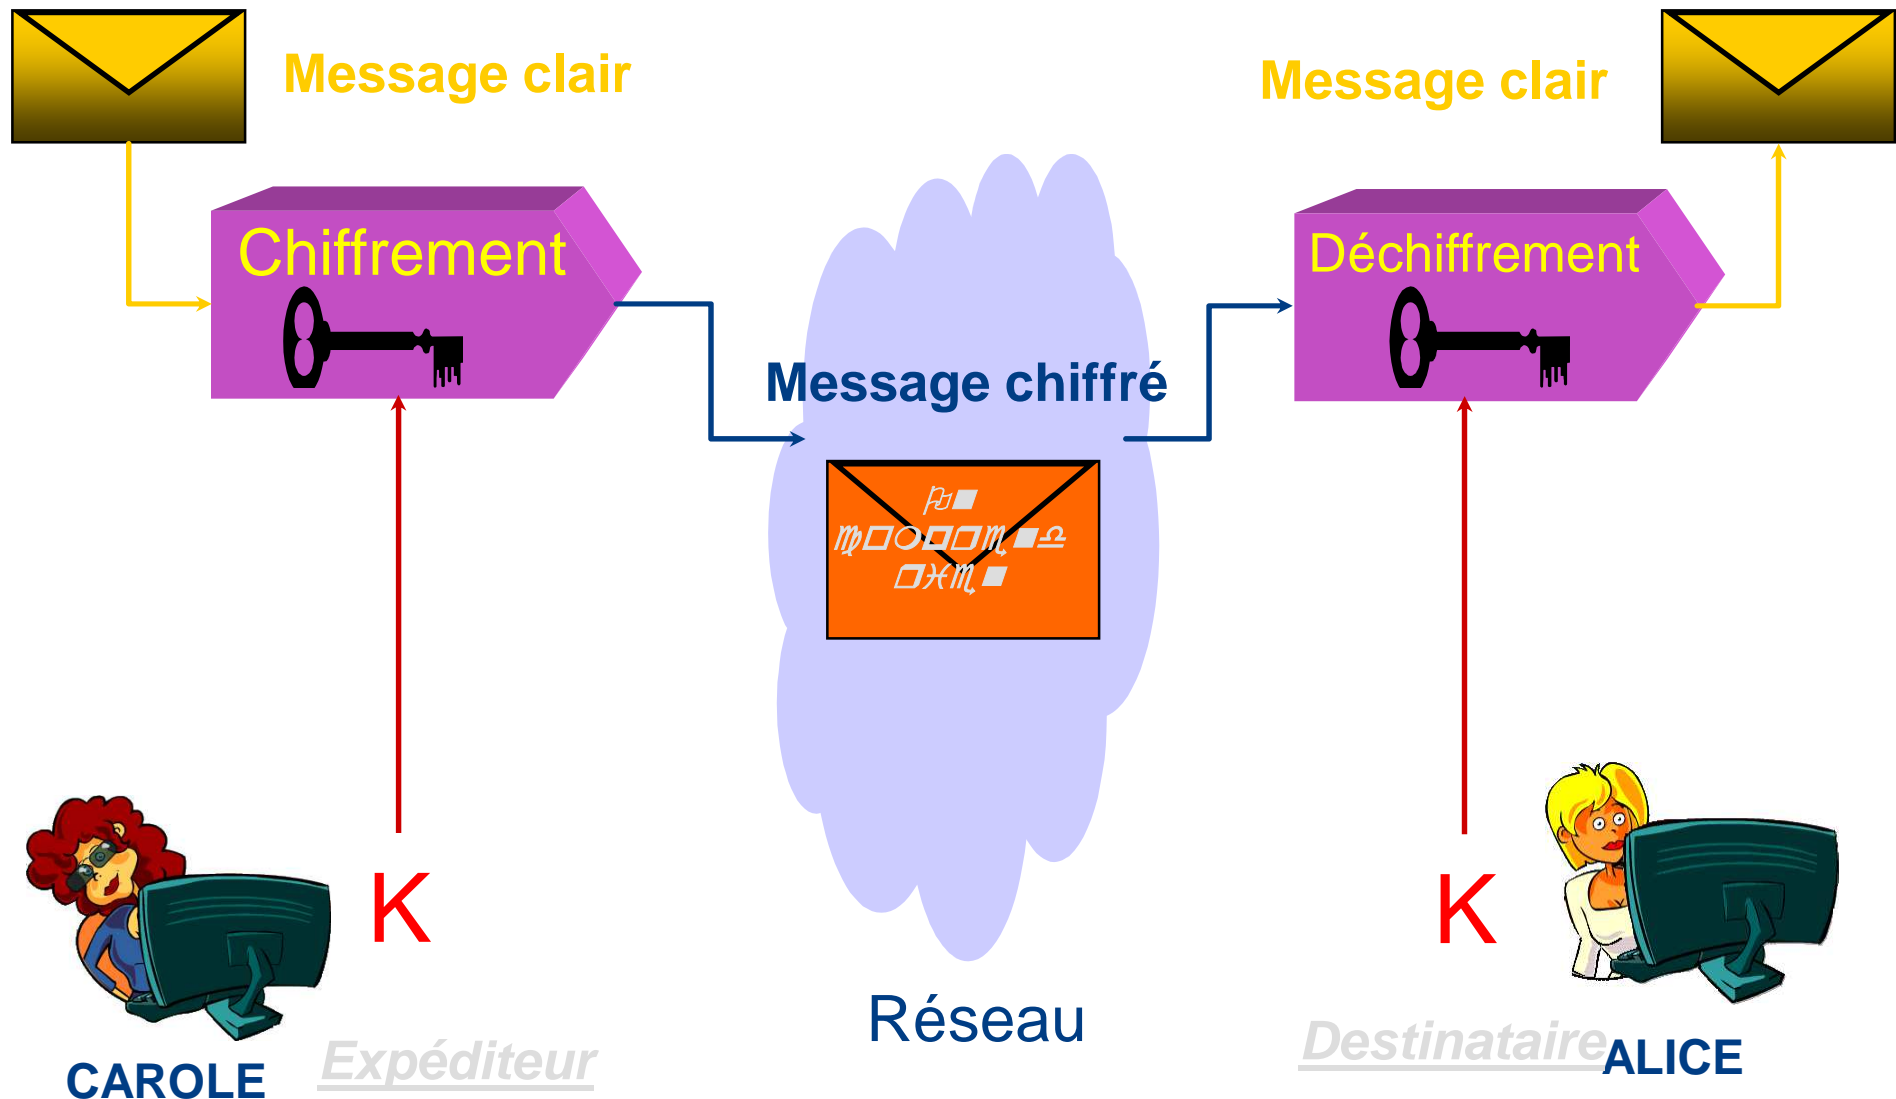 Message clair
Message clair
Chiffrement
Déchiffrement
Message chiffré
🏱■
♍□❍◻❒♏■♎
❒♓♏■
K
K
Réseau
Expéditeur
Destinataire
CAROLE
ALICE